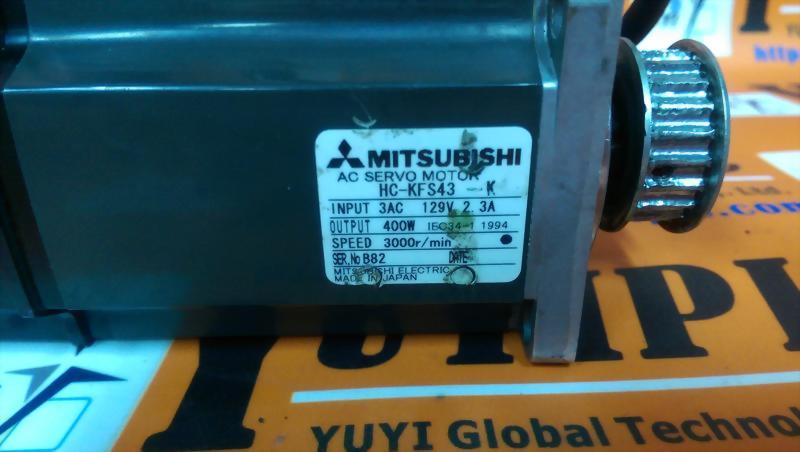 MITSUBISHI
AC SERVO MOTOR
HC-KFS43 K
INPUT 3AC 129V 2.3A
OUTPUT 400W IEC34-1 1994
SPEED 3000r/min
SER.No B82 DATE
MITSUBISHI ELECTRIC
MADE IN JAPAN
YUYI Global Technolo